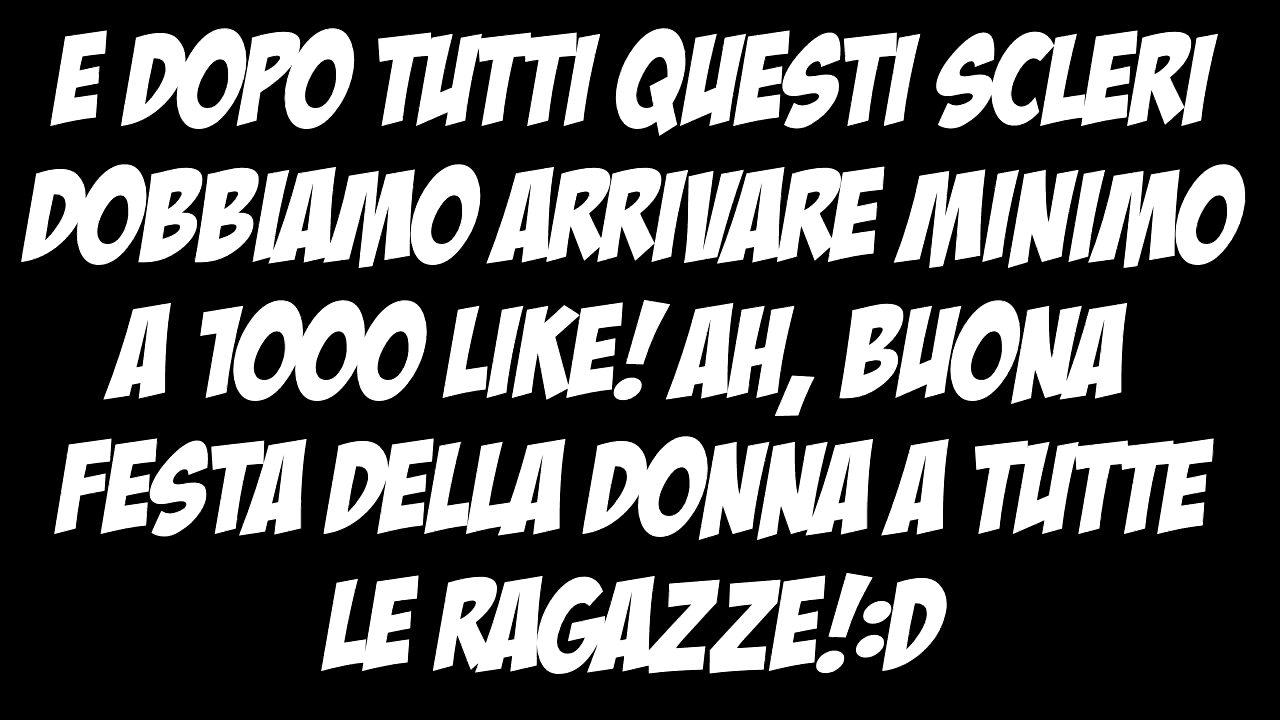 E DOPO TUTTI QUESTI SCLERI
DOBBIAMO ARRIVARE MINIMO
A 1000 LIKE! AH, BUONA
FESTA DELLA DONNA A TUTTE
LE RAGAZZE!:D